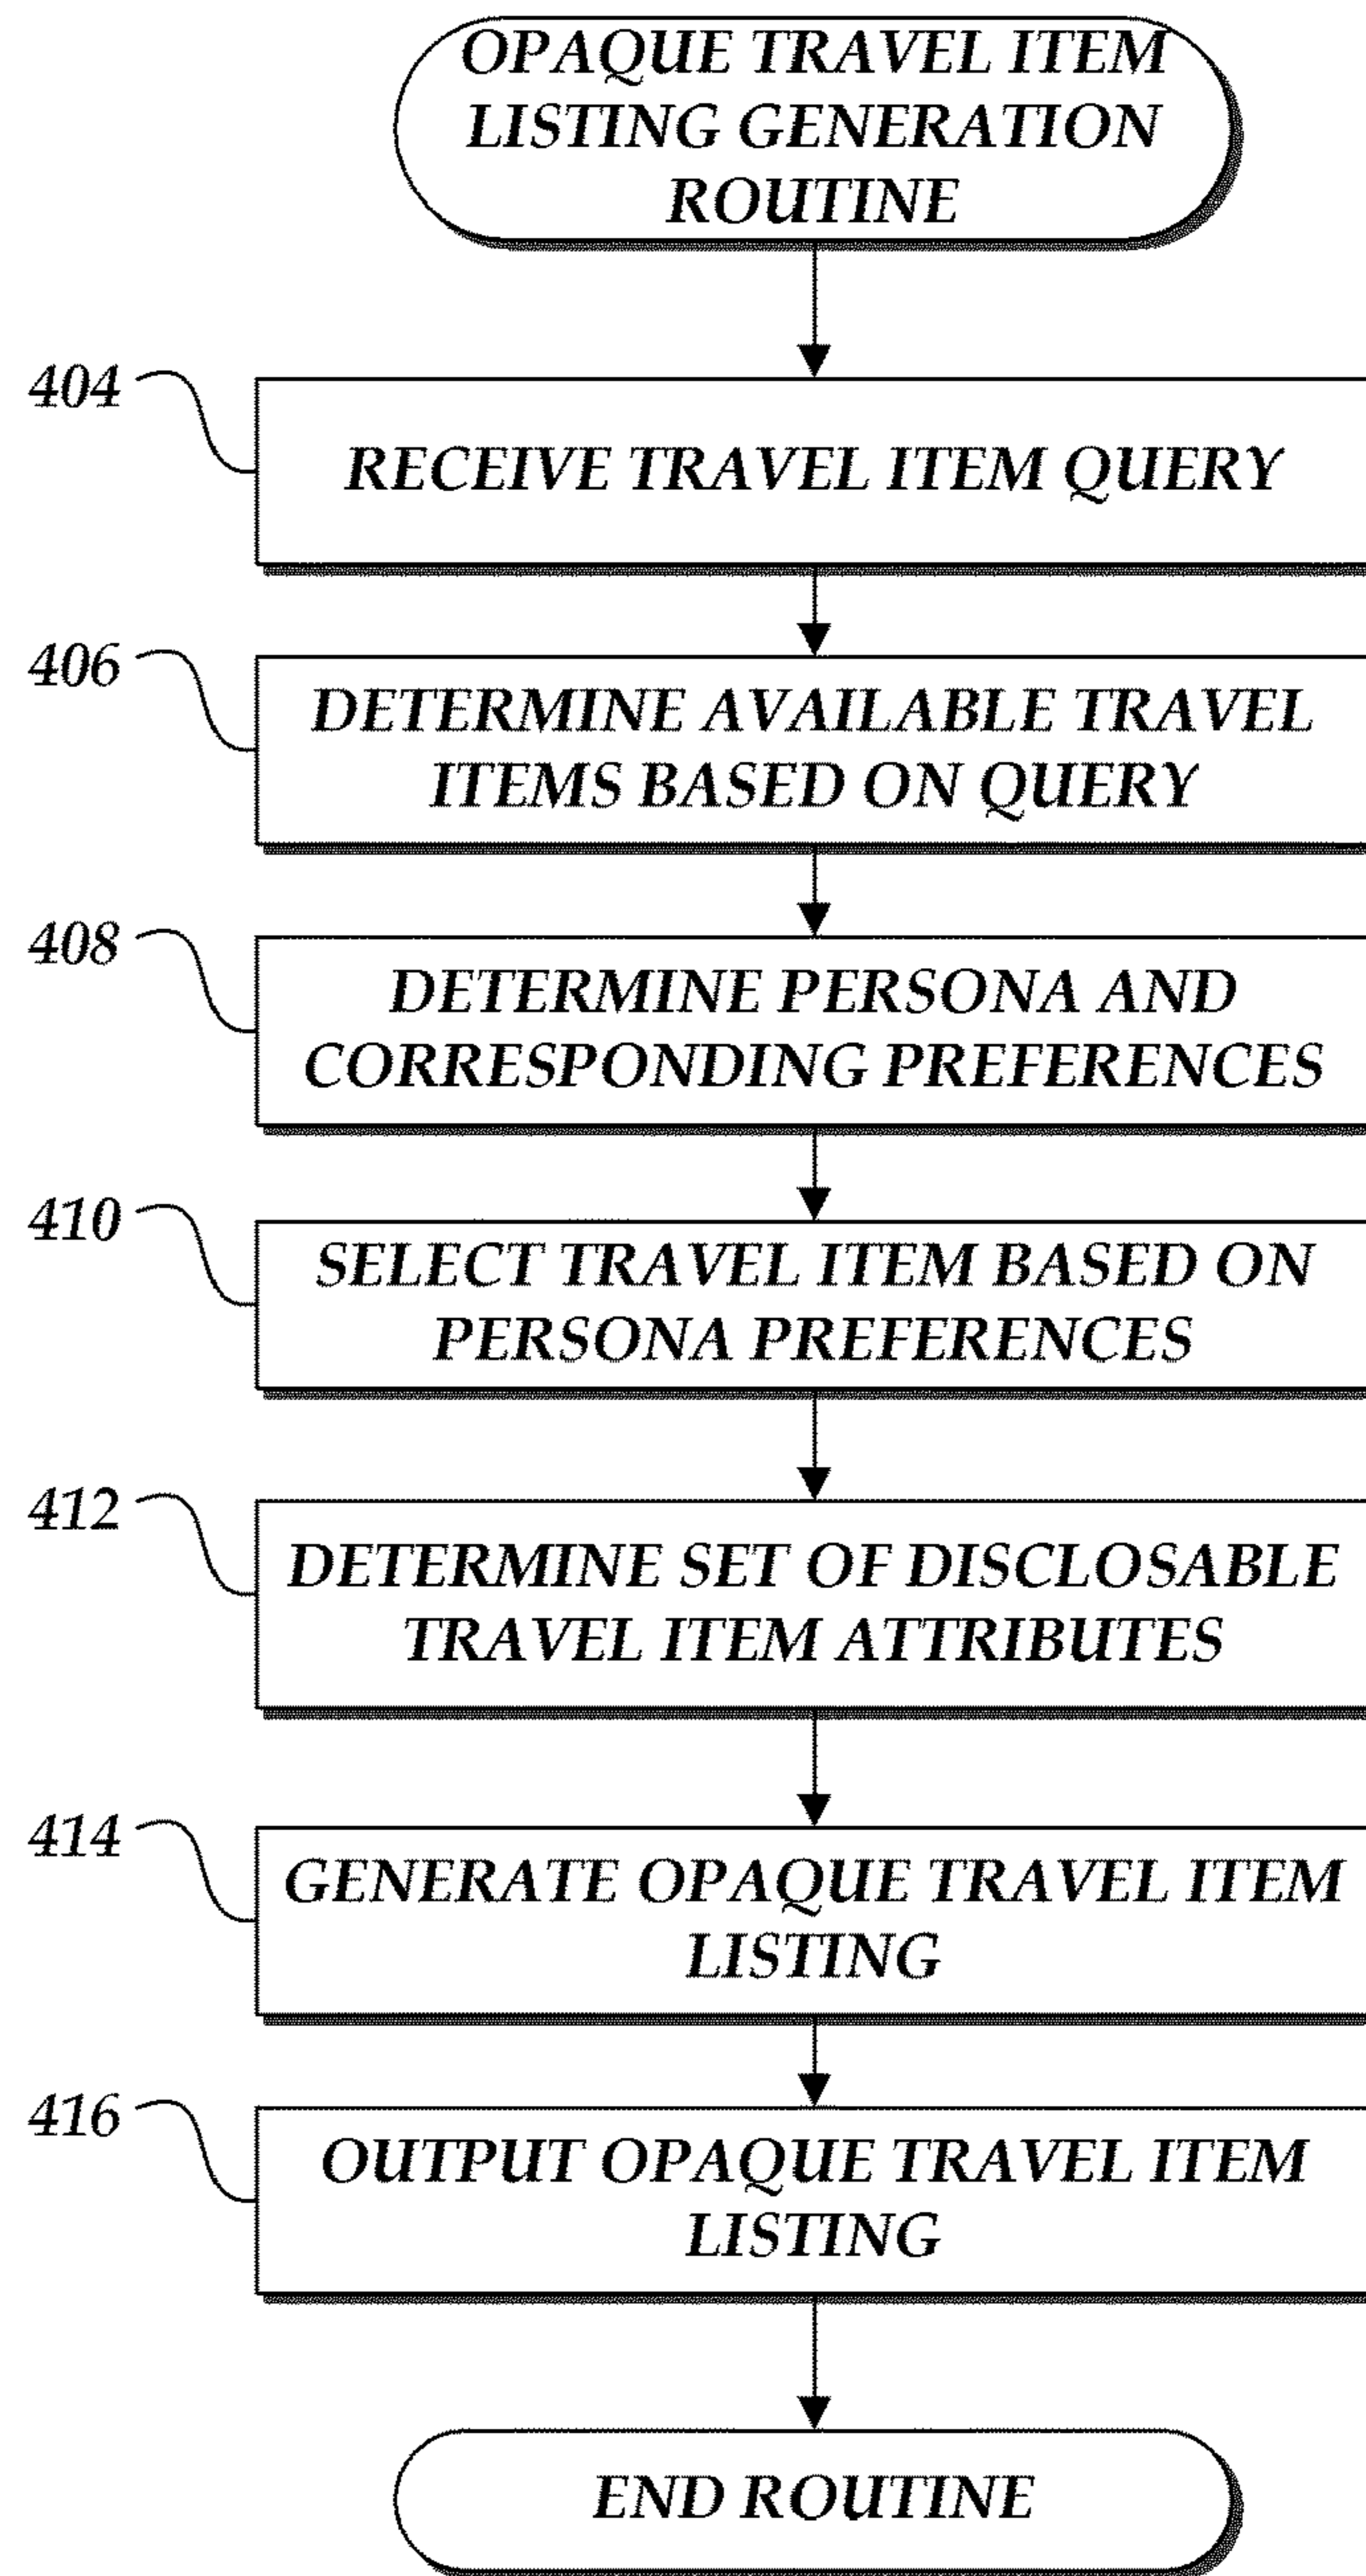 OPAQUE TRAVEL ITEM
LISTING GENERATION
ROUTINE
404
RECEIVE TRAVEL ITEM QUERY
406
DETERMINE AVAILABLE TRAVEL
ITEMS BASED ON QUERY
408
DETERMINE PERSONA AND
CORRESPONDING PREFERENCES
410
SELECT TRAVEL ITEM BASED ON
PERSONA PREFERENCES
412
DETERMINE SET OF DISCLOSABLE
TRAVEL ITEM ATTRIBUTES
414
GENERATE OPAQUE TRAVEL ITEM
LISTING
416
OUTPUT OPAQUE TRAVEL ITEM
LISTING
END ROUTINE